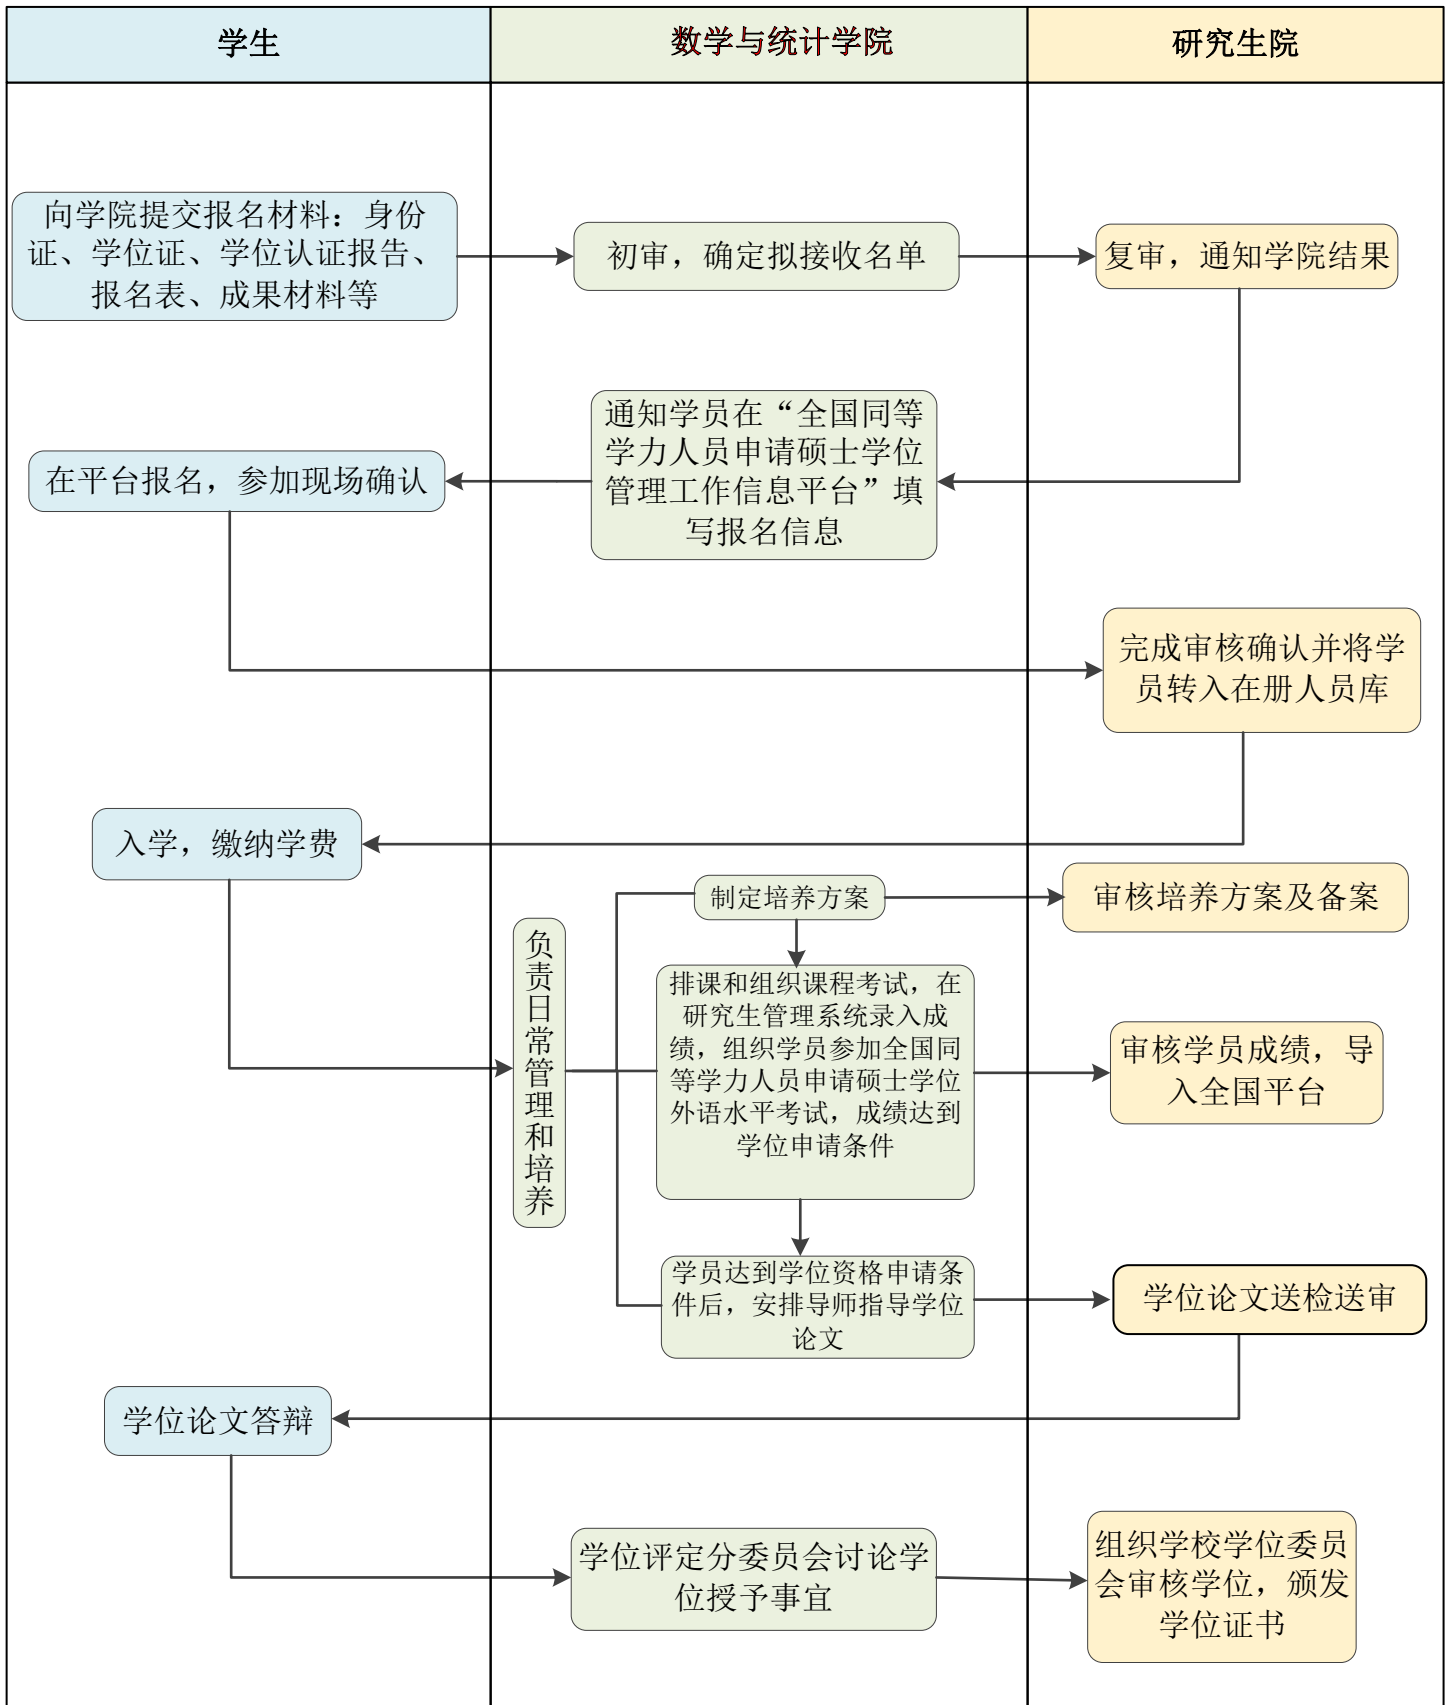 学生
数学与统计学院
研究生院
向学院提交报名材料：身份
证、学位证、学位认证报告、
报名表、成果材料等
初审，确定拟接收名单
复审，通知学院结果
通知学员在“全国同等
学力人员申请硕士学位
管理工作信息平台”填
写报名信息
在平台报名，参加现场确认
完成审核确认并将学
员转入在册人员库
入学，缴纳学费
负责日常管理和培养
制定培养方案
审核培养方案及备案
排课和组织课程考试，在
研究生管理系统录入成
绩，组织学员参加全国同
等学力人员申请硕士学位
外语水平考试，成绩达到
学位申请条件
审核学员成绩，导
入全国平台
学员达到学位资格申请条
件后，安排导师指导学位
论文
学位论文送检送审
学位论文答辩
学位评定分委员会讨论学
位授予事宜
组织学校学位委员
会审核学位，颁发
学位证书